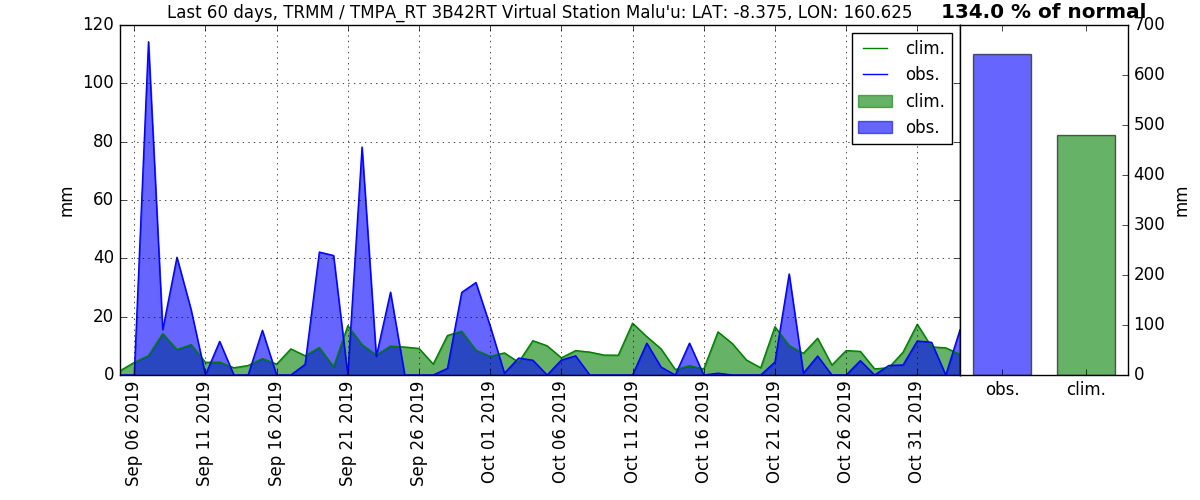 Last 60 days, TRMM / TMPA_RT 3B42RT Virtual Station Malu'u: LAT: -8.375, LON: 160.625
134.0 % of normal
120
100
80
60
40
20
0
mm
clim.
obs.
clim.
obs.
Sep 06 2019
Sep 11 2019
Sep 16 2019
Sep 21 2019
Sep 26 2019
Oct 01 2019
Oct 06 2019
Oct 11 2019
Oct 16 2019
Oct 21 2019
Oct 26 2019
Oct 31 2019
700
600
500
400
300
200
100
0
mm
obs.
clim.